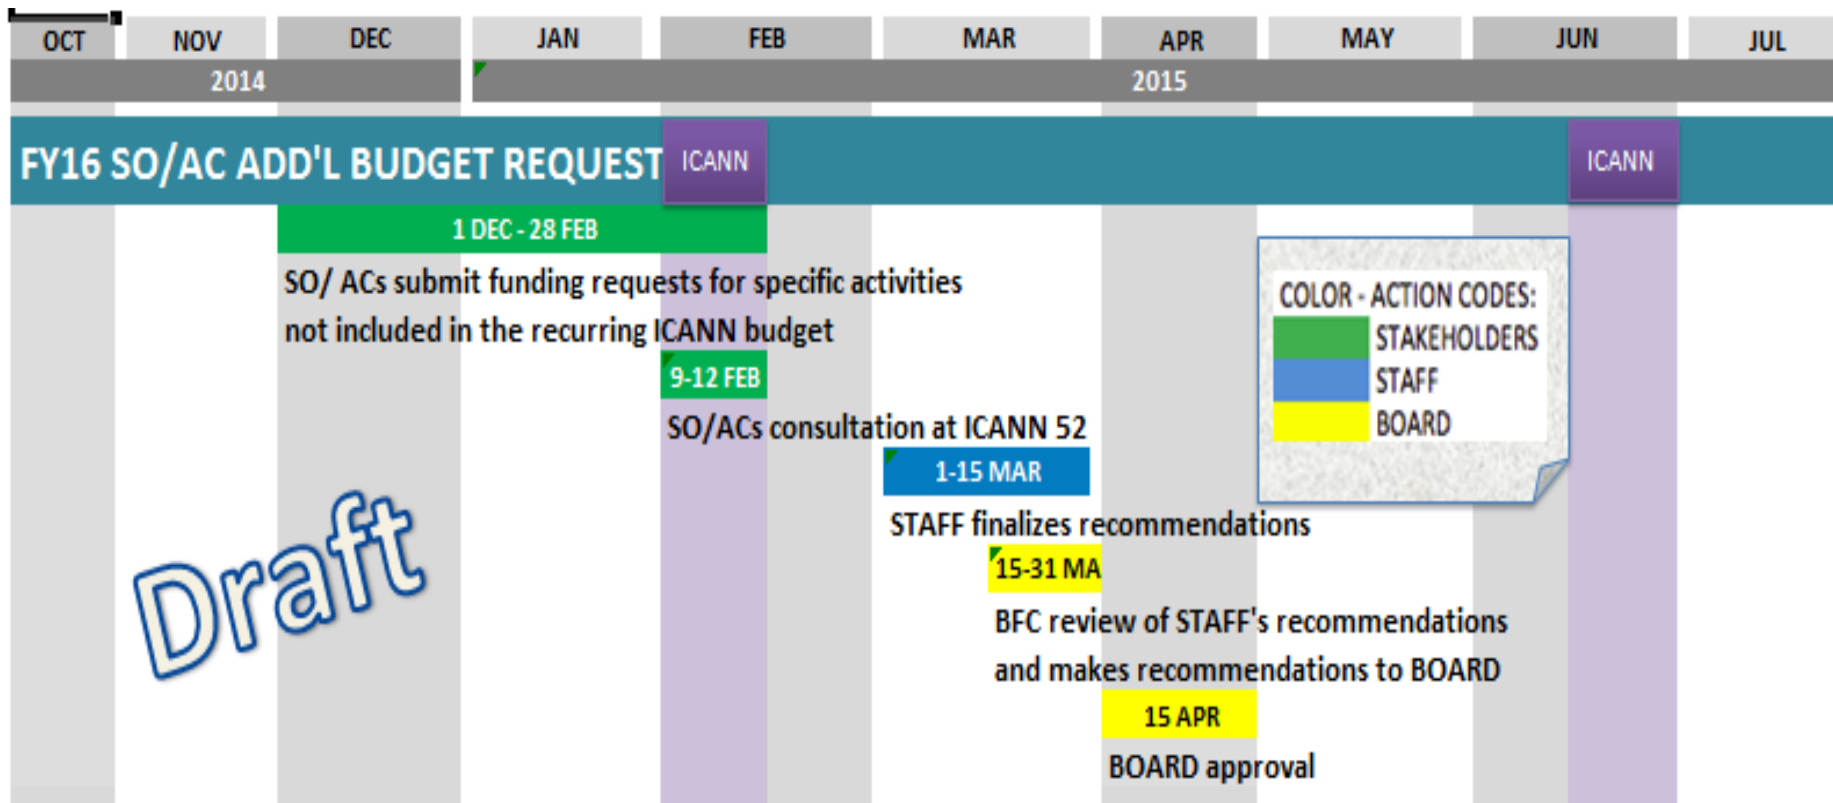 OCT NOV DEC JAN FEB MAR APR MAY JUN JUL
2014 2015
FY16 SO/AC ADD'L BUDGET REQUEST ICANN ICANN
1 DEC - 28 FEB
SO/ ACs submit funding requests for specific activities
not included in the recurring ICANN budget
9-12 FEB
SO/ACs consultation at ICANN 52
1-15 MAR
STAFF finalizes recommendations
15-31 MA
BFC review of STAFF's recommendations
and makes recommendations to BOARD
15 APR
BOARD approval
COLOR - ACTION CODES:
STAKEHOLDERS
STAFF
BOARD
Draft